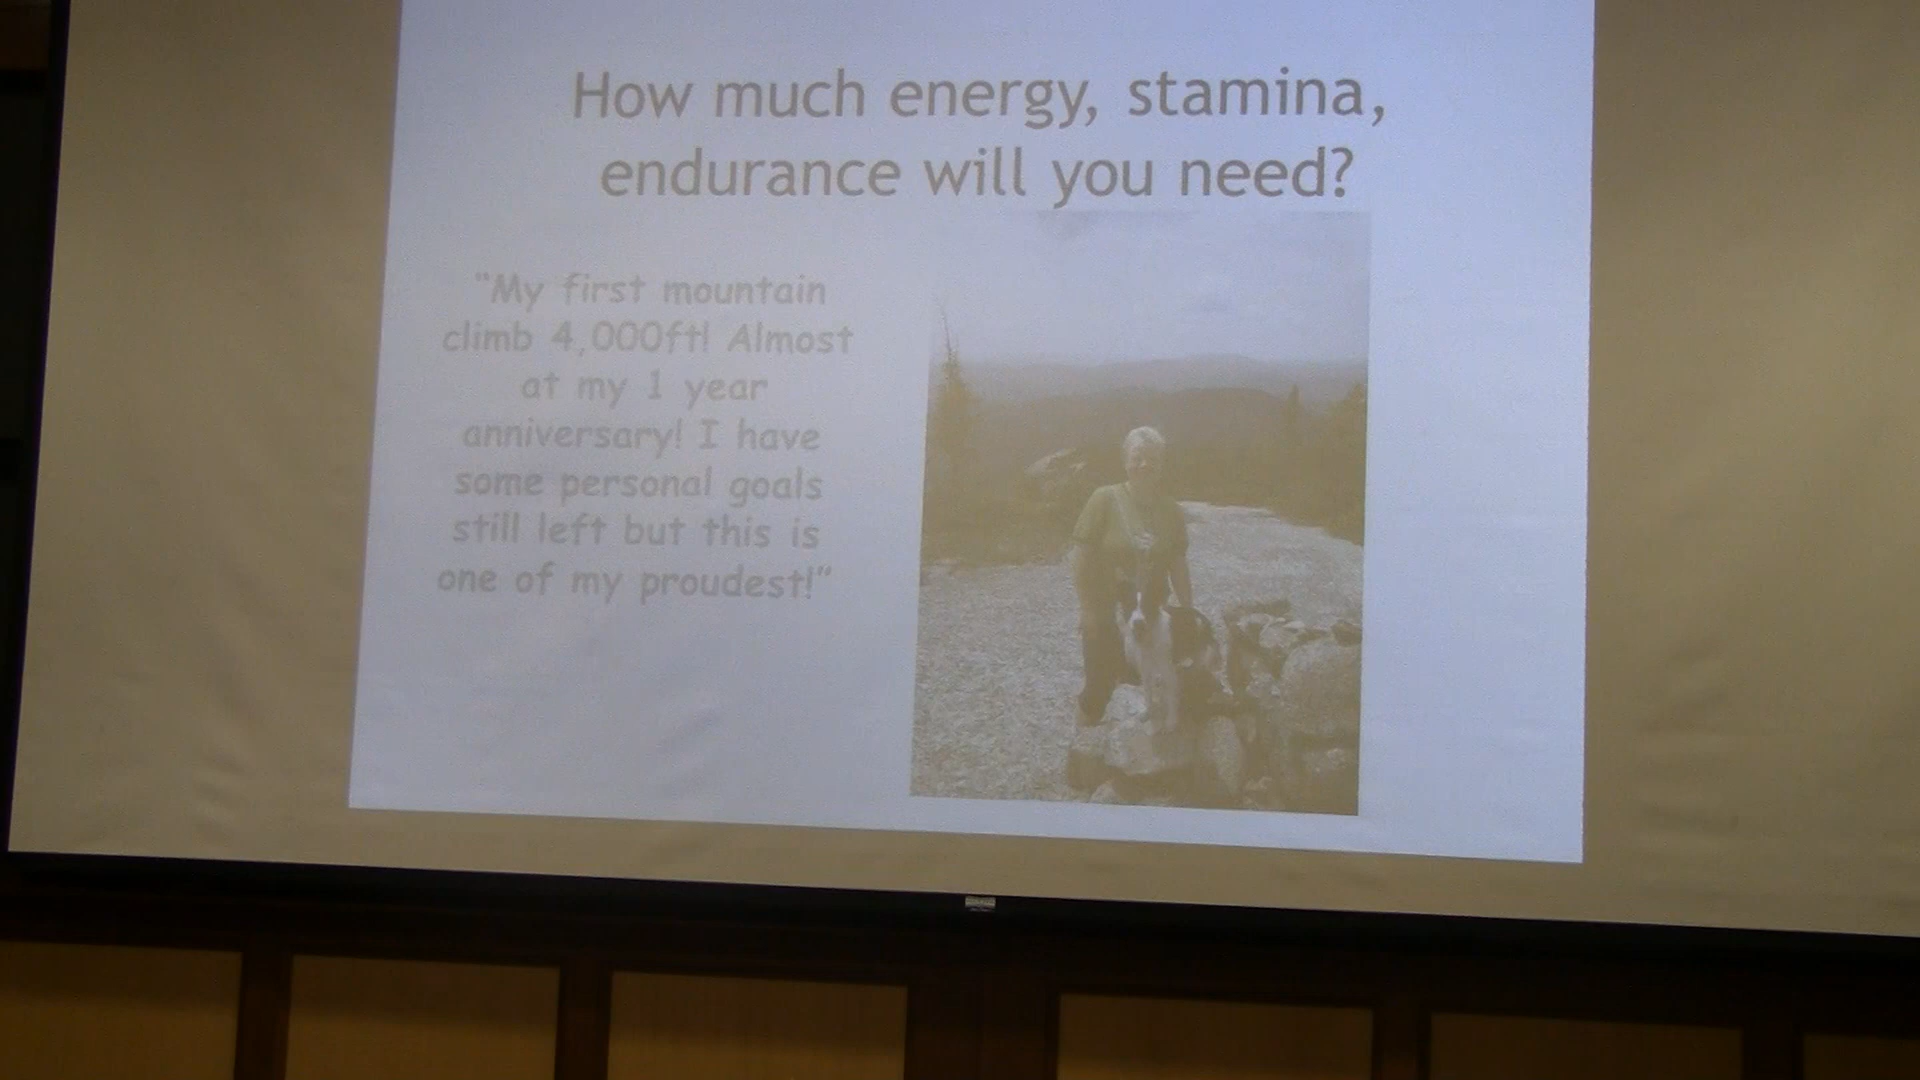 How much energy, stamina,
endurance will you need?
"My first mountain
climb 4,000ft! Almost
at my 1 year
anniversary! I have
some personal goals
still left but this is
one of my proudest!"